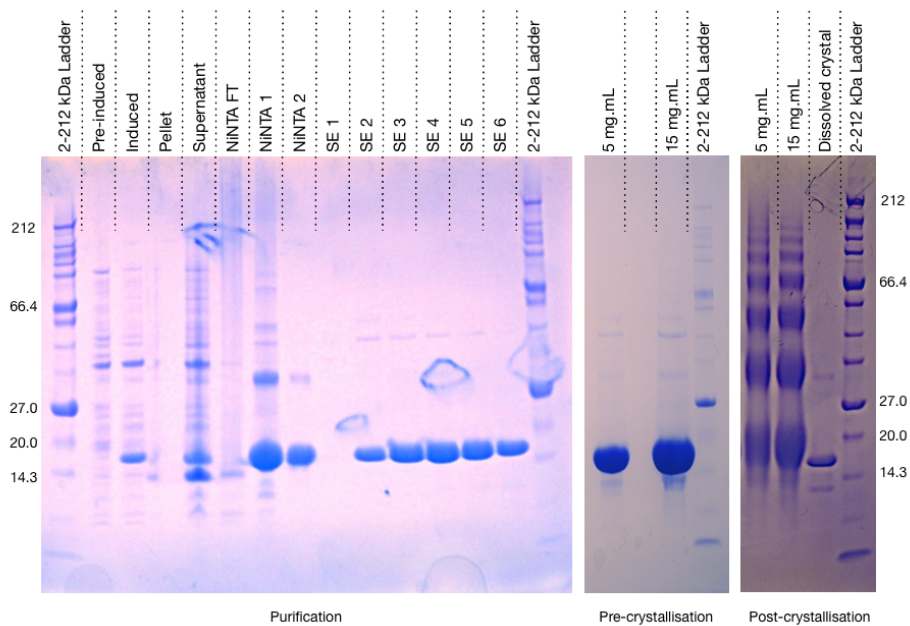 2-212 kDa Ladder
Pre-induced
Induced
Pellet
Supernatant
NiNTA FT
NiNTA 1
NiNTA 2
SE 1
SE 2
SE 3
SE 4
SE 5
SE 6
2-212 kDa Ladder
212
66.4
27.0
20.0
14.3
Purification
5 mg.mL
15 mg.mL
2-212 kDa Ladder
Pre-crystallisation
5 mg.mL
15 mg.mL
Dissolved crystal
2-212 kDa Ladder
212
66.4
27.0
20.0
14.3
Post-crystallisation